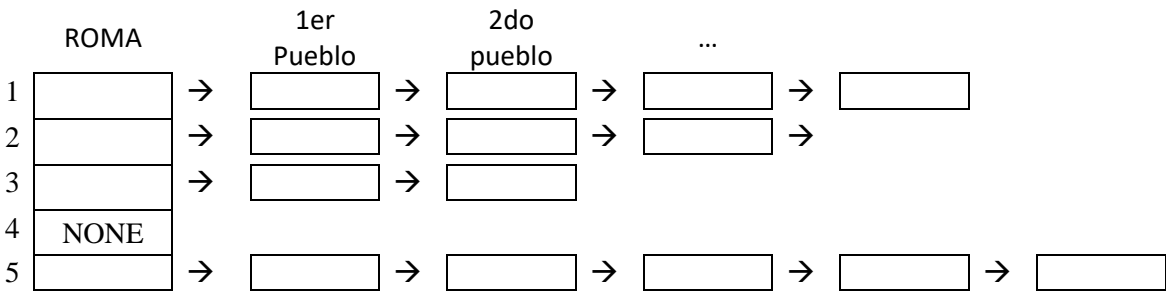 ROMA 1er Pueblo 2do pueblo ...
1 → → → →
2 → → → →
3 → →
4 NONE
5 → → → → →